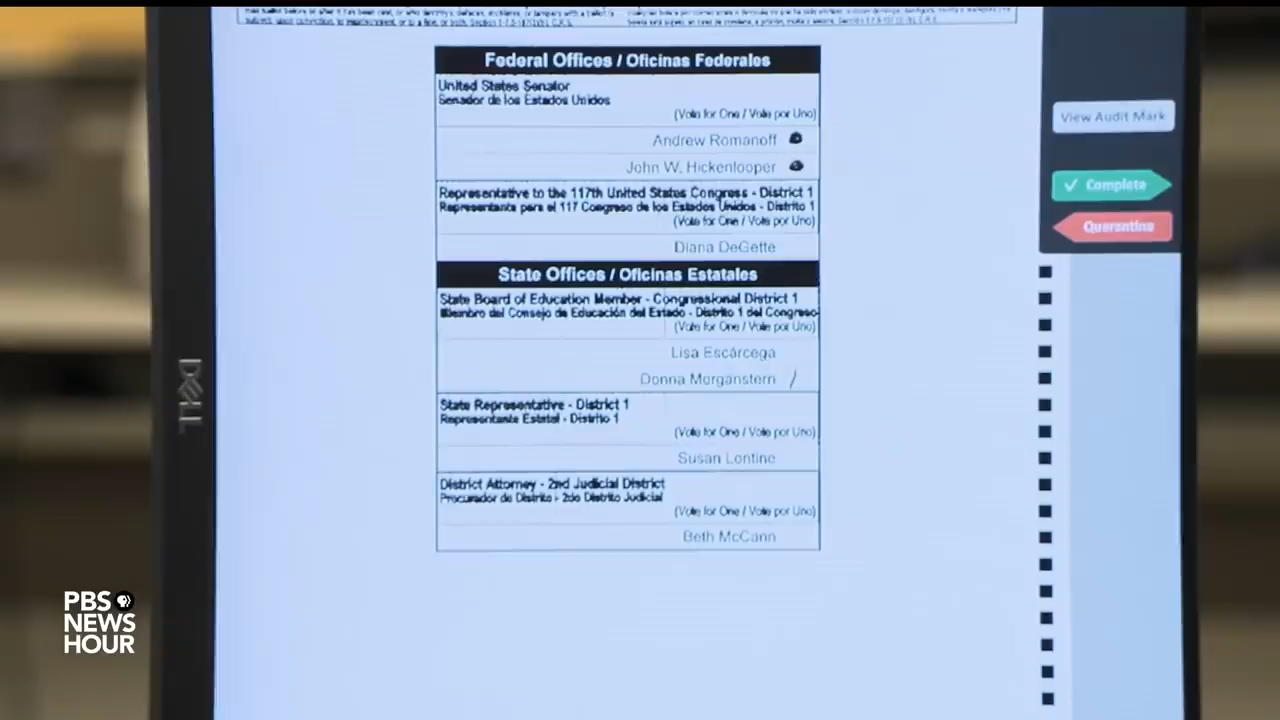 Federal Offices / Oficinas Federales
United States Senator
Senador de los Estados Unidos
(Vote for One / Vote por Uno)
Andrew Romanoff
John W. Hickenlooper
Representative to the 117th United States Congress - District 1
Representante para el 117 Congreso de los Estados Unidos - Distrito 1
(Vote for One / Vote por Uno)
Diana DeGette
State Offices / Oficinas Estatales
State Board of Education Member - Congressional District 1
Miembro del Consejo de Educación del Estado - Distrito 1 del Congreso
(Vote for One / Vote por Uno)
Lisa Escárcega
Donna Morganstern
State Representative - District 1
Representante Estatal - Distrito 1
(Vote for One / Vote por Uno)
Susan Lontine
District Attorney - 2nd Judicial District
Procurador de Distrito - 2do Distrito Judicial
(Vote for One / Vote por Uno)
Beth McCann
View Audit Mark
Complete
Quarantine
DELL
PBS
NEWS
HOUR